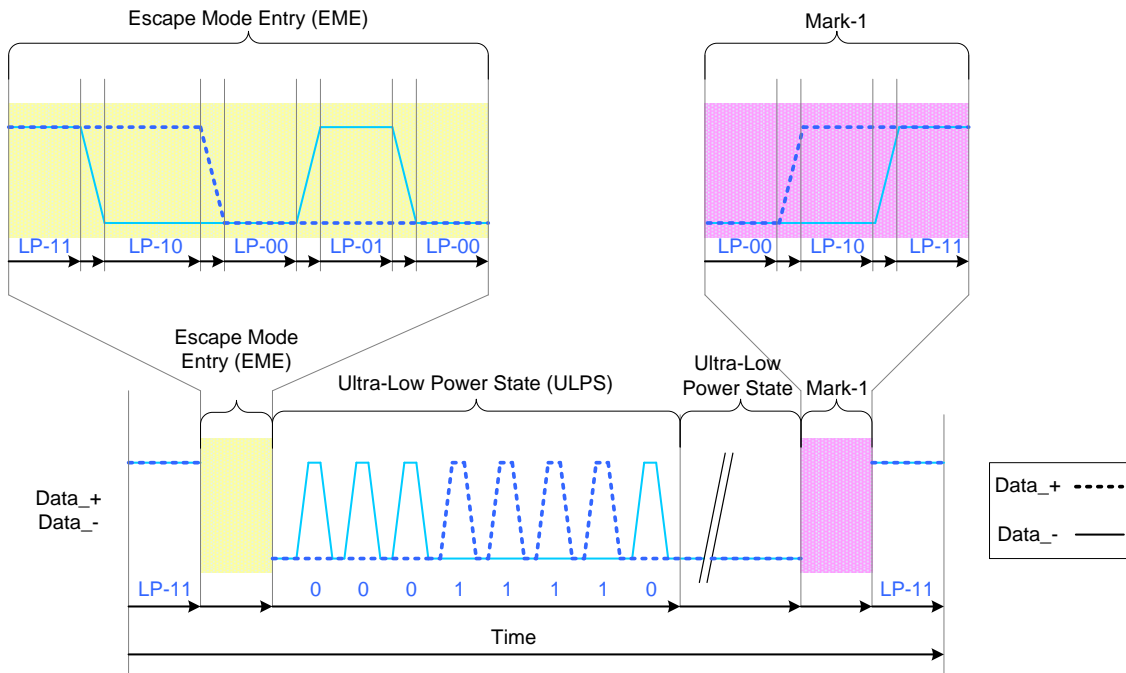 Escape Mode Entry (EME)
Mark-1
LP-11 LP-10 LP-00 LP-01 LP-00
LP-00 LP-10 LP-11
Escape Mode
Entry (EME)
Ultra-Low Power State (ULPS)
Ultra-Low
Power State
Mark-1
Data_+
Data_-
Data_+
Data_-
LP-11 0 0 0 1 1 1 1 0 LP-11
Time